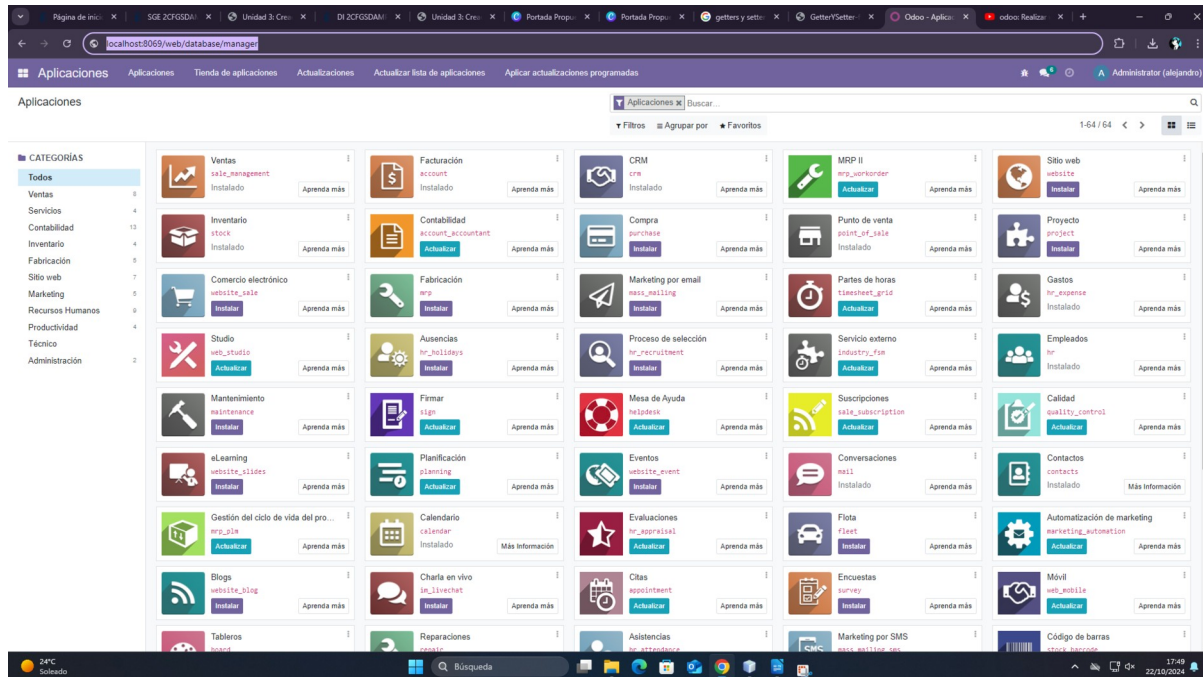 Página de inici
SGE 2CFGSDAM
Unidad 3: Crea
DI 2CFGSDAM
Unidad 3: Crea
Portada Propu
Portada Propu
getters y setter
GetterYSetter-
Odoo - Aplicac
odoo: Realizar
localhost:8069/web/database/manager
Aplicaciones
Aplicaciones
Tienda de aplicaciones
Actualizaciones
Actualizar lista de aplicaciones
Aplicar actualizaciones programadas
6
A
Administrator (alejandro)
Aplicaciones
Aplicaciones
Buscar...
Filtros
Agrupar por
Favoritos
1-64 / 64
CATEGORÍAS
Todos
Ventas 8
Servicios 4
Contabilidad 13
Inventario 4
Fabricación 6
Sitio web 7
Marketing 6
Recursos Humanos 9
Productividad 4
Técnico
Administración 2
Ventas
sale_management
Instalado
Aprenda más
Facturación
account
Instalado
Aprenda más
CRM
crm
Instalado
Aprenda más
MRP II
mrp_workorder
Actualizar
Aprenda más
Sitio web
website
Instalar
Aprenda más
Inventario
stock
Instalado
Aprenda más
Contabilidad
account_accountant
Actualizar
Aprenda más
Compra
purchase
Instalar
Aprenda más
Punto de venta
point_of_sale
Instalado
Aprenda más
Proyecto
project
Instalar
Aprenda más
Comercio electrónico
website_sale
Instalar
Aprenda más
Fabricación
mrp
Instalar
Aprenda más
Marketing por email
mass_mailing
Instalar
Aprenda más
Partes de horas
timesheet_grid
Actualizar
Aprenda más
Gastos
hr_expense
Instalado
Aprenda más
Studio
web_studio
Actualizar
Aprenda más
Ausencias
hr_holidays
Instalar
Aprenda más
Proceso de selección
hr_recruitment
Instalar
Aprenda más
Servicio externo
industry_fsm
Actualizar
Aprenda más
Empleados
hr
Instalado
Aprenda más
Mantenimiento
maintenance
Instalar
Aprenda más
Firmar
sign
Actualizar
Aprenda más
Mesa de Ayuda
helpdesk
Actualizar
Aprenda más
Suscripciones
sale_subscription
Actualizar
Aprenda más
Calidad
quality_control
Actualizar
Aprenda más
eLearning
website_slides
Instalar
Aprenda más
Planificación
planning
Actualizar
Aprenda más
Eventos
website_event
Instalar
Aprenda más
Conversaciones
mail
Instalado
Aprenda más
Contactos
contacts
Instalado
Más Información
Gestión del ciclo de vida del pro...
mrp_plm
Actualizar
Aprenda más
Calendario
calendar
Instalado
Más Información
Evaluaciones
hr_appraisal
Actualizar
Aprenda más
Flota
fleet
Instalar
Aprenda más
Automatización de marketing
marketing_automation
Actualizar
Aprenda más
Blogs
website_blog
Instalar
Aprenda más
Charla en vivo
im_livechat
Instalar
Aprenda más
Citas
appointment
Actualizar
Aprenda más
Encuestas
survey
Instalar
Aprenda más
Móvil
web_mobile
Actualizar
Aprenda más
Tableros
board
Reparaciones
repair
Asistencias
hr_attendance
SMS
Marketing por SMS
mass_mailing_sms
Código de barras
stock_barcode
24°C
Soleado
Búsqueda
17:49
22/10/2024